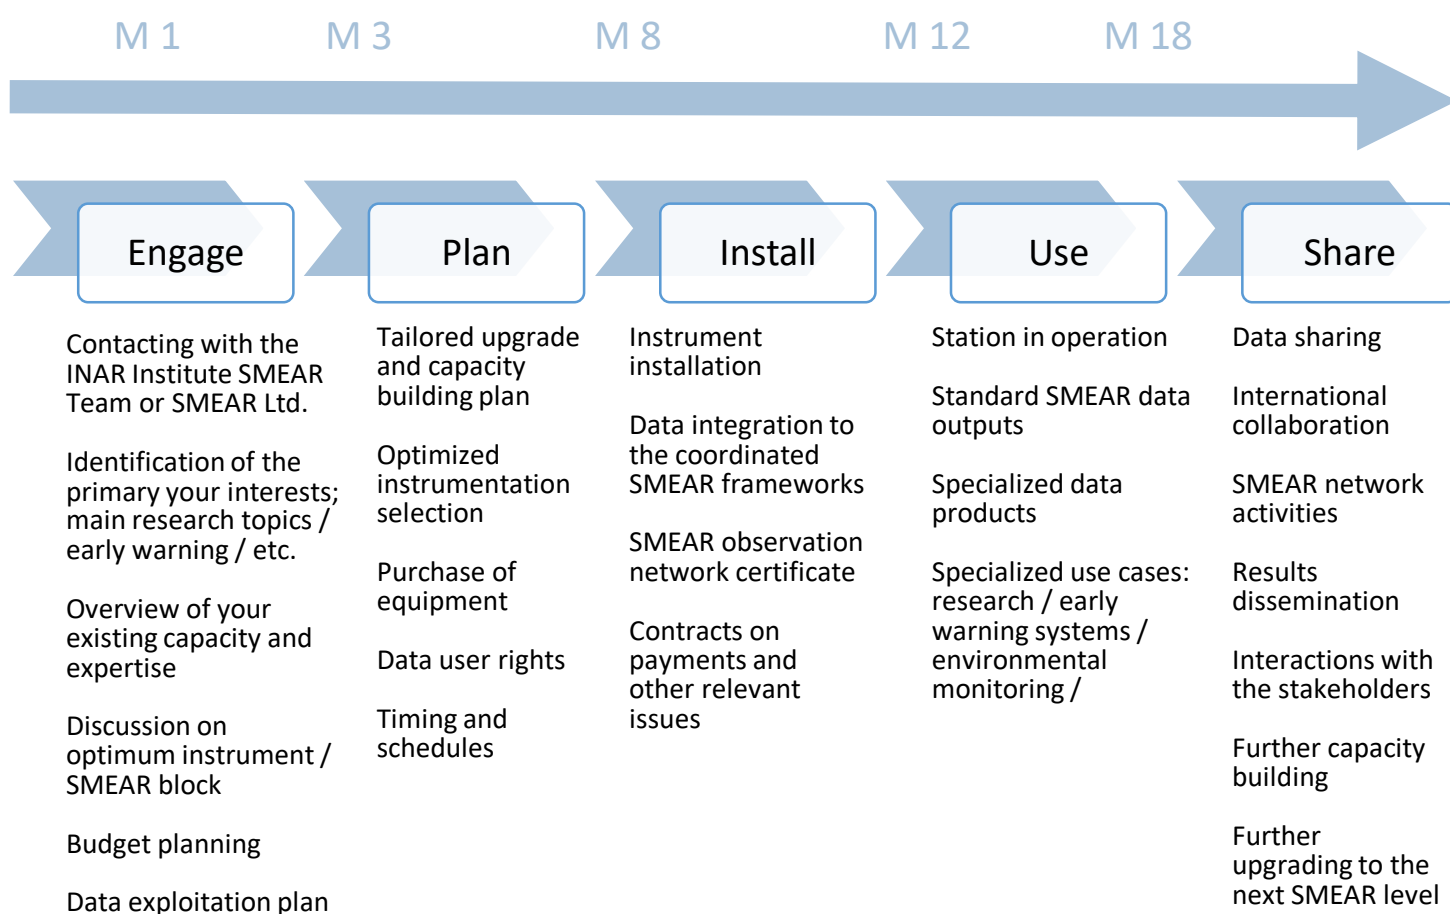 M 1
M 3
M 8
M 12
M 18
Engage
Plan
Install
Use
Share
Contacting with the
INAR Institute SMEAR
Team or SMEAR Ltd.
Identification of the
primary your interests;
main research topics /
early warning / etc.
Overview of your
existing capacity and
expertise
Discussion on
optimum instrument /
SMEAR block
Budget planning
Data exploitation plan
Tailored upgrade
and capacity
building plan
Optimized
instrumentation
selection
Purchase of
equipment
Data user rights
Timing and
schedules
Instrument
installation
Data integration to
the coordinated
SMEAR frameworks
SMEAR observation
network certificate
Contracts on
payments and
other relevant
issues
Station in operation
Standard SMEAR data
outputs
Specialized data
products
Specialized use cases:
research / early
warning systems /
environmental
monitoring /
Data sharing
International
collaboration
SMEAR network
activities
Results
dissemination
Interactions with
the stakeholders
Further capacity
building
Further
upgrading to the
next SMEAR level